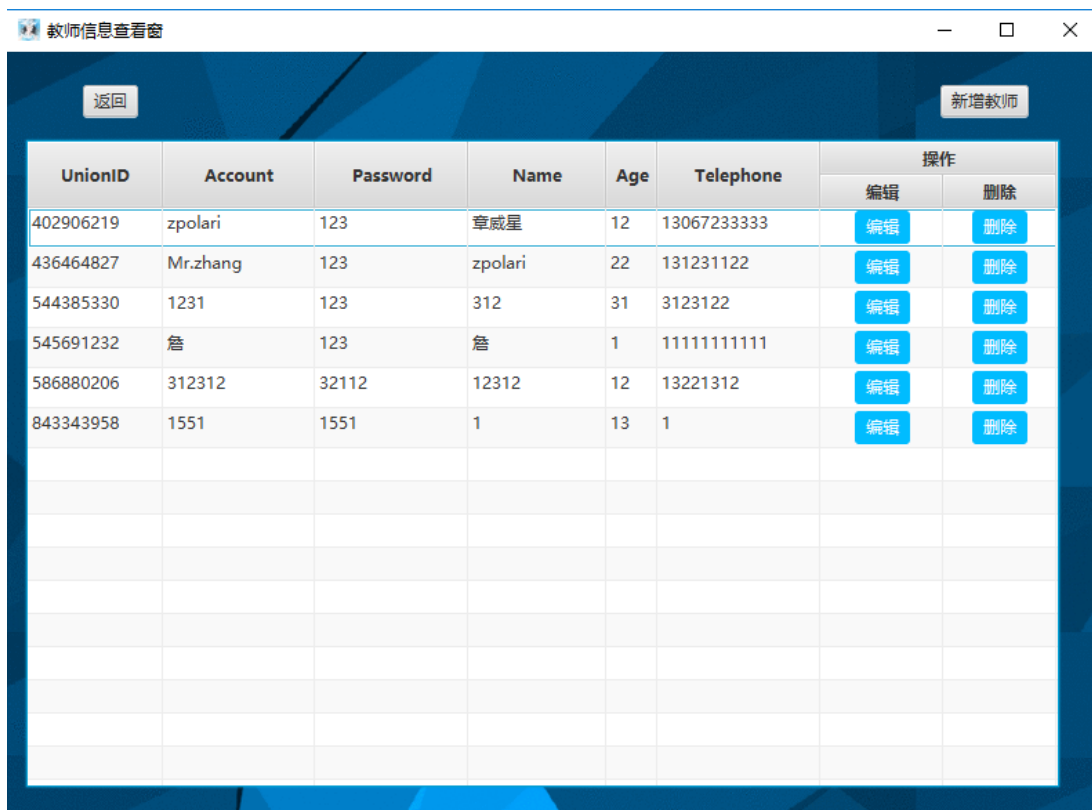 教师信息查看窗
返回 新增教师
UnionID Account Password Name Age Telephone 操作
编辑 删除
402906219 zpolari 123 章威星 12 13067233333 编辑 删除
436464827 Mr.zhang 123 zpolari 22 131231122 编辑 删除
544385330 1231 123 312 31 3123122 编辑 删除
545691232 詹 123 詹 1 11111111111 编辑 删除
586880206 312312 32112 12312 12 13221312 编辑 删除
843343958 1551 1551 1 13 1 编辑 删除